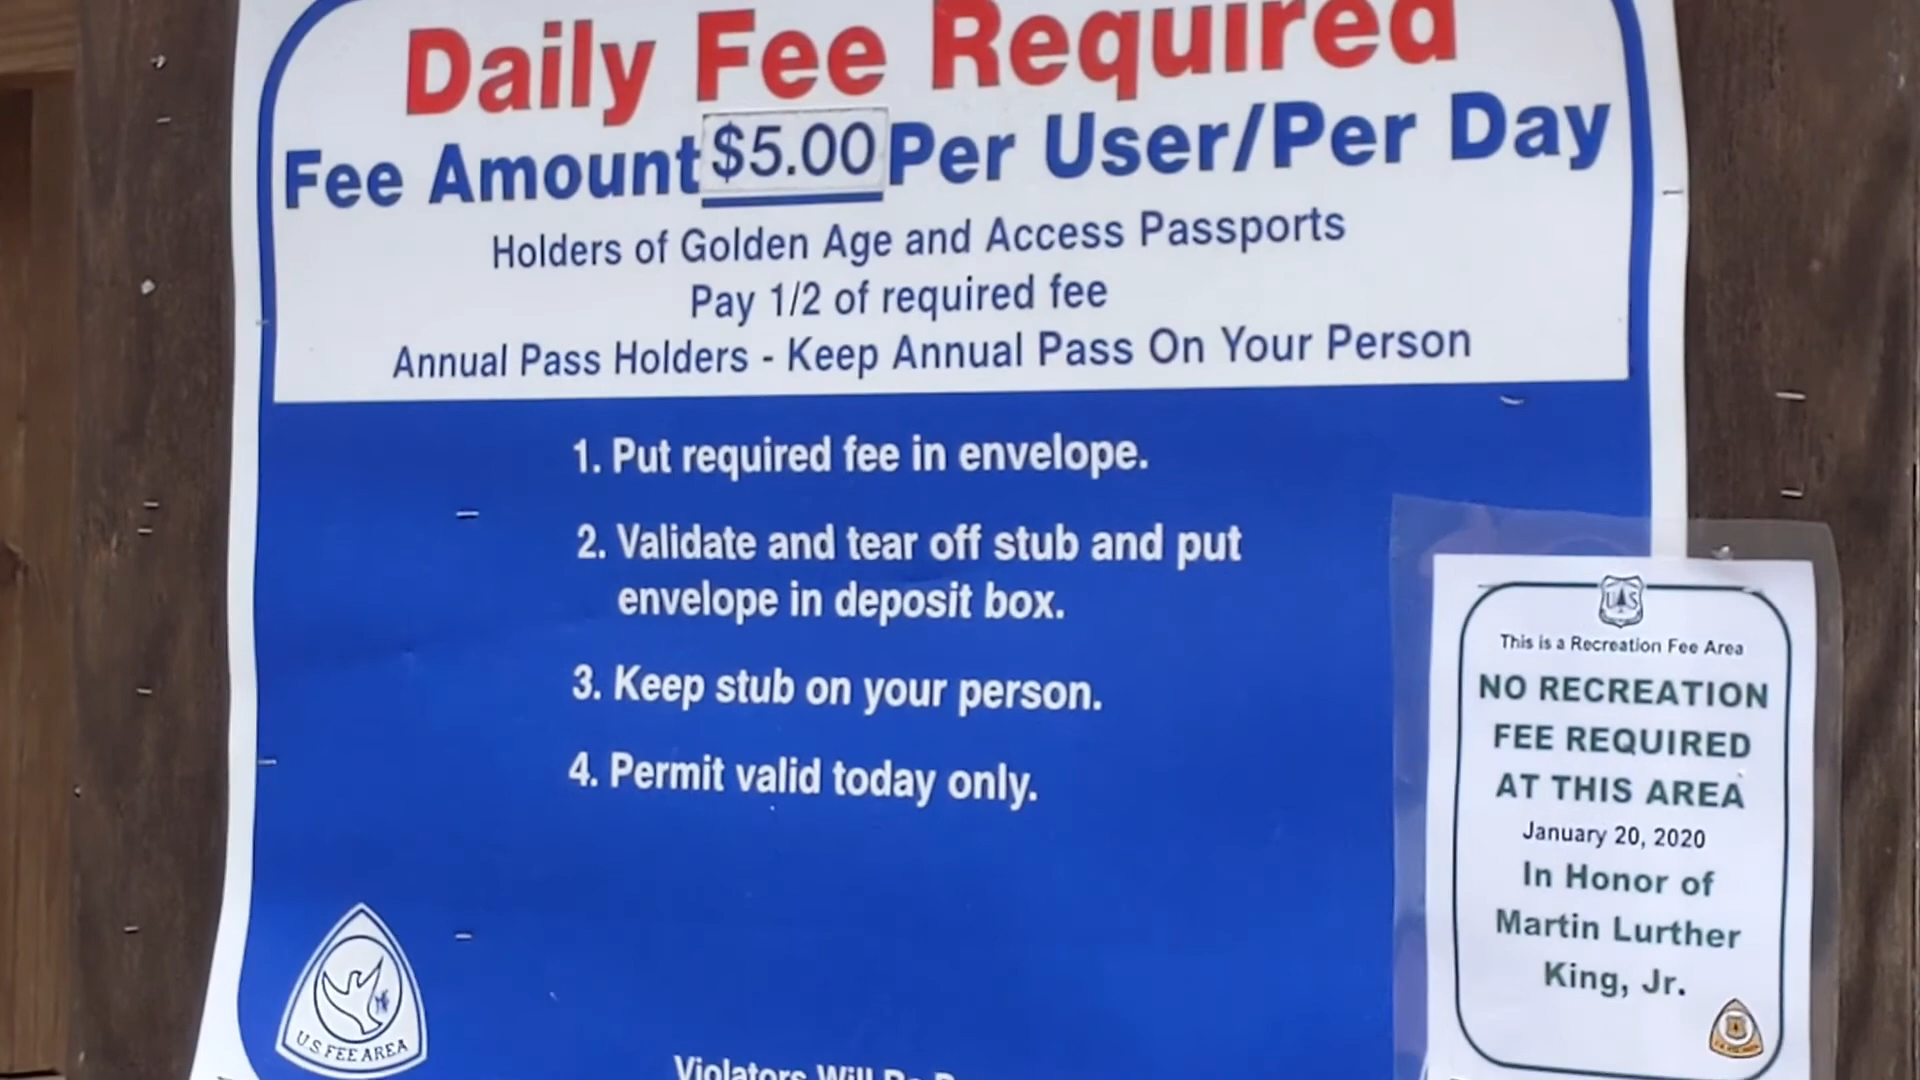 Daily Fee Required
Fee Amount $5.00 Per User/Per Day
Holders of Golden Age and Access Passports
Pay 1/2 of required fee
Annual Pass Holders - Keep Annual Pass On Your Person
1. Put required fee in envelope.
2. Validate and tear off stub and put
envelope in deposit box.
3. Keep stub on your person.
4. Permit valid today only.
U.S. FEE AREA
Violators Will Be
UAS
This is a Recreation Fee Area
NO RECREATION
FEE REQUIRED
AT THIS AREA
January 20, 2020
In Honor of
Martin Lurther
King, Jr.